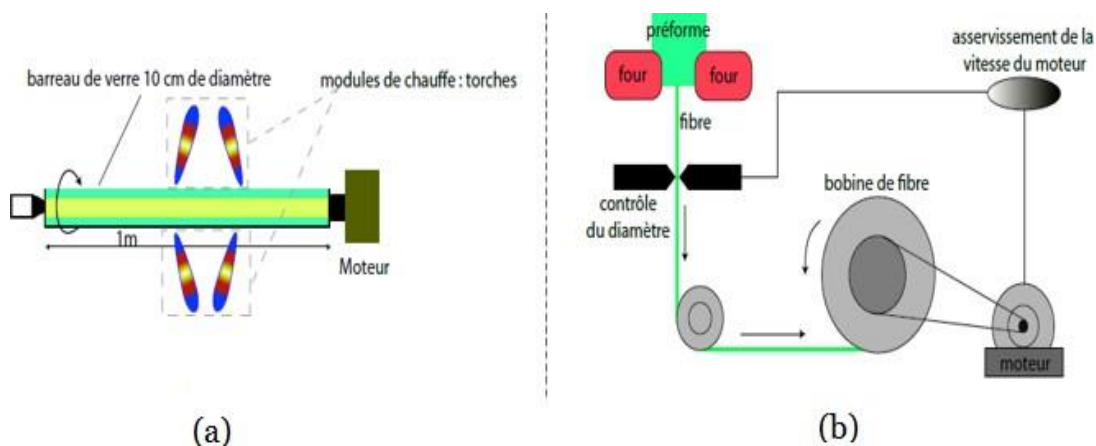 barreau de verre 10 cm de diamètre
modules de chauffe : torches
1m
Moteur
(a)
préforme
four
four
fibre
contrôle
du diamètre
bobine de fibre
asservissement de la
vitesse du moteur
moteur
(b)